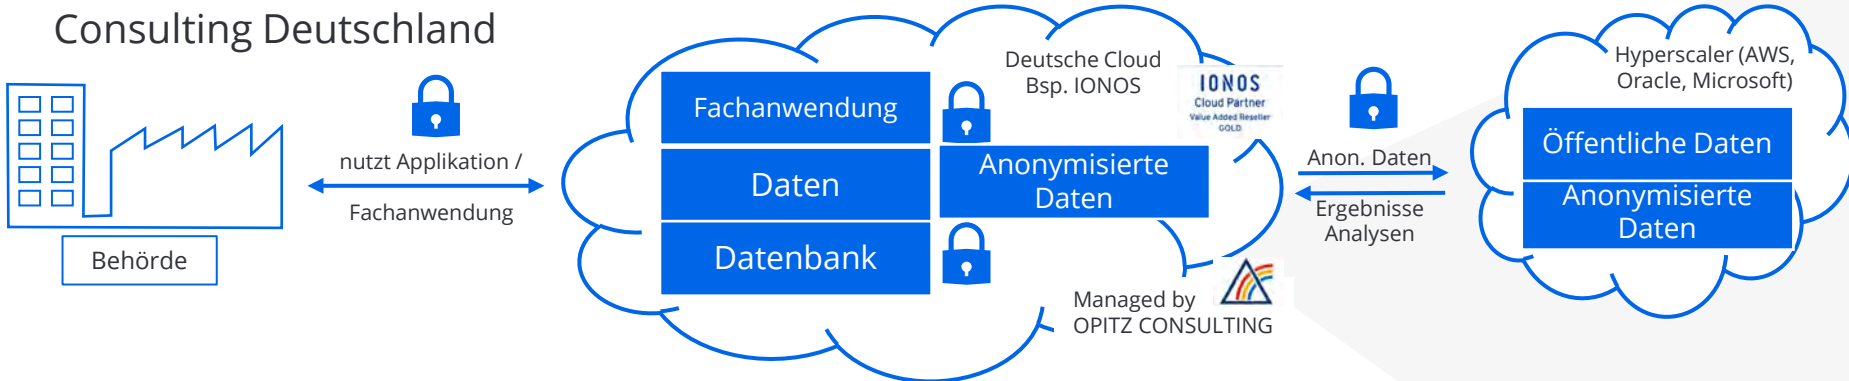 Consulting Deutschland
nutzt Applikation /
Fachanwendung
Behörde
Fachanwendung
Daten
Datenbank
Anonymisierte
Daten
Deutsche Cloud
Bsp. IONOS
IONOS
Cloud Partner
Value Added Reseller
GOLD
Managed by
OPITZ CONSULTING
Anon. Daten
Ergebnisse
Analysen
Hyperscaler (AWS,
Oracle, Microsoft)
Öffentliche Daten
Anonymisierte
Daten